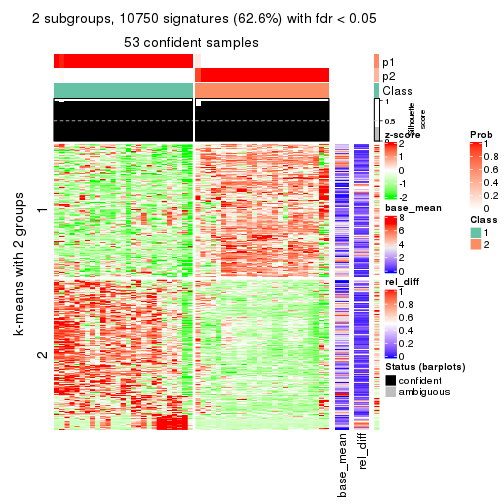 2 subgroups, 10750 signatures (62.6%) with fdr < 0.05
53 confident samples
p1
p2
Class
1
0.5
Silhouette
score
k-means with 2 groups
1
2
z-score
2
1
0
-1
-2
base_mean
8
6
4
2
0
rel_diff
1
0.8
0.6
0.4
0.2
0
Status (barplots)
confident
ambiguous
Prob
1
0.8
0.6
0.4
0.2
0
Class
1
2
base_mean
rel_diff